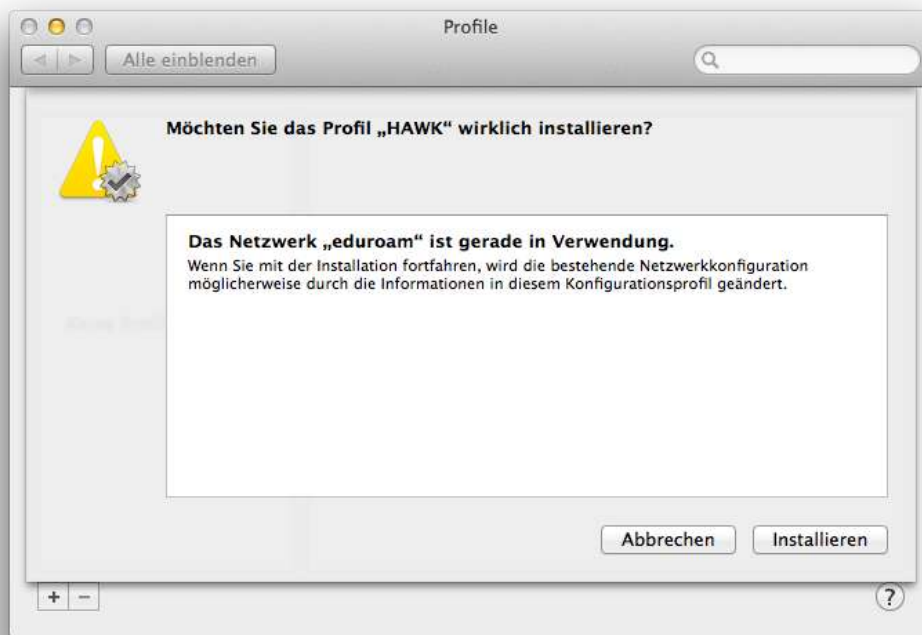 Profile
Alle einblenden
Möchten Sie das Profil „HAWK“ wirklich installieren?
Das Netzwerk „eduroam“ ist gerade in Verwendung.
Wenn Sie mit der Installation fortfahren, wird die bestehende Netzwerkkonfiguration
möglicherweise durch die Informationen in diesem Konfigurationsprofil geändert.
Abbrechen
Installieren
+ −
?